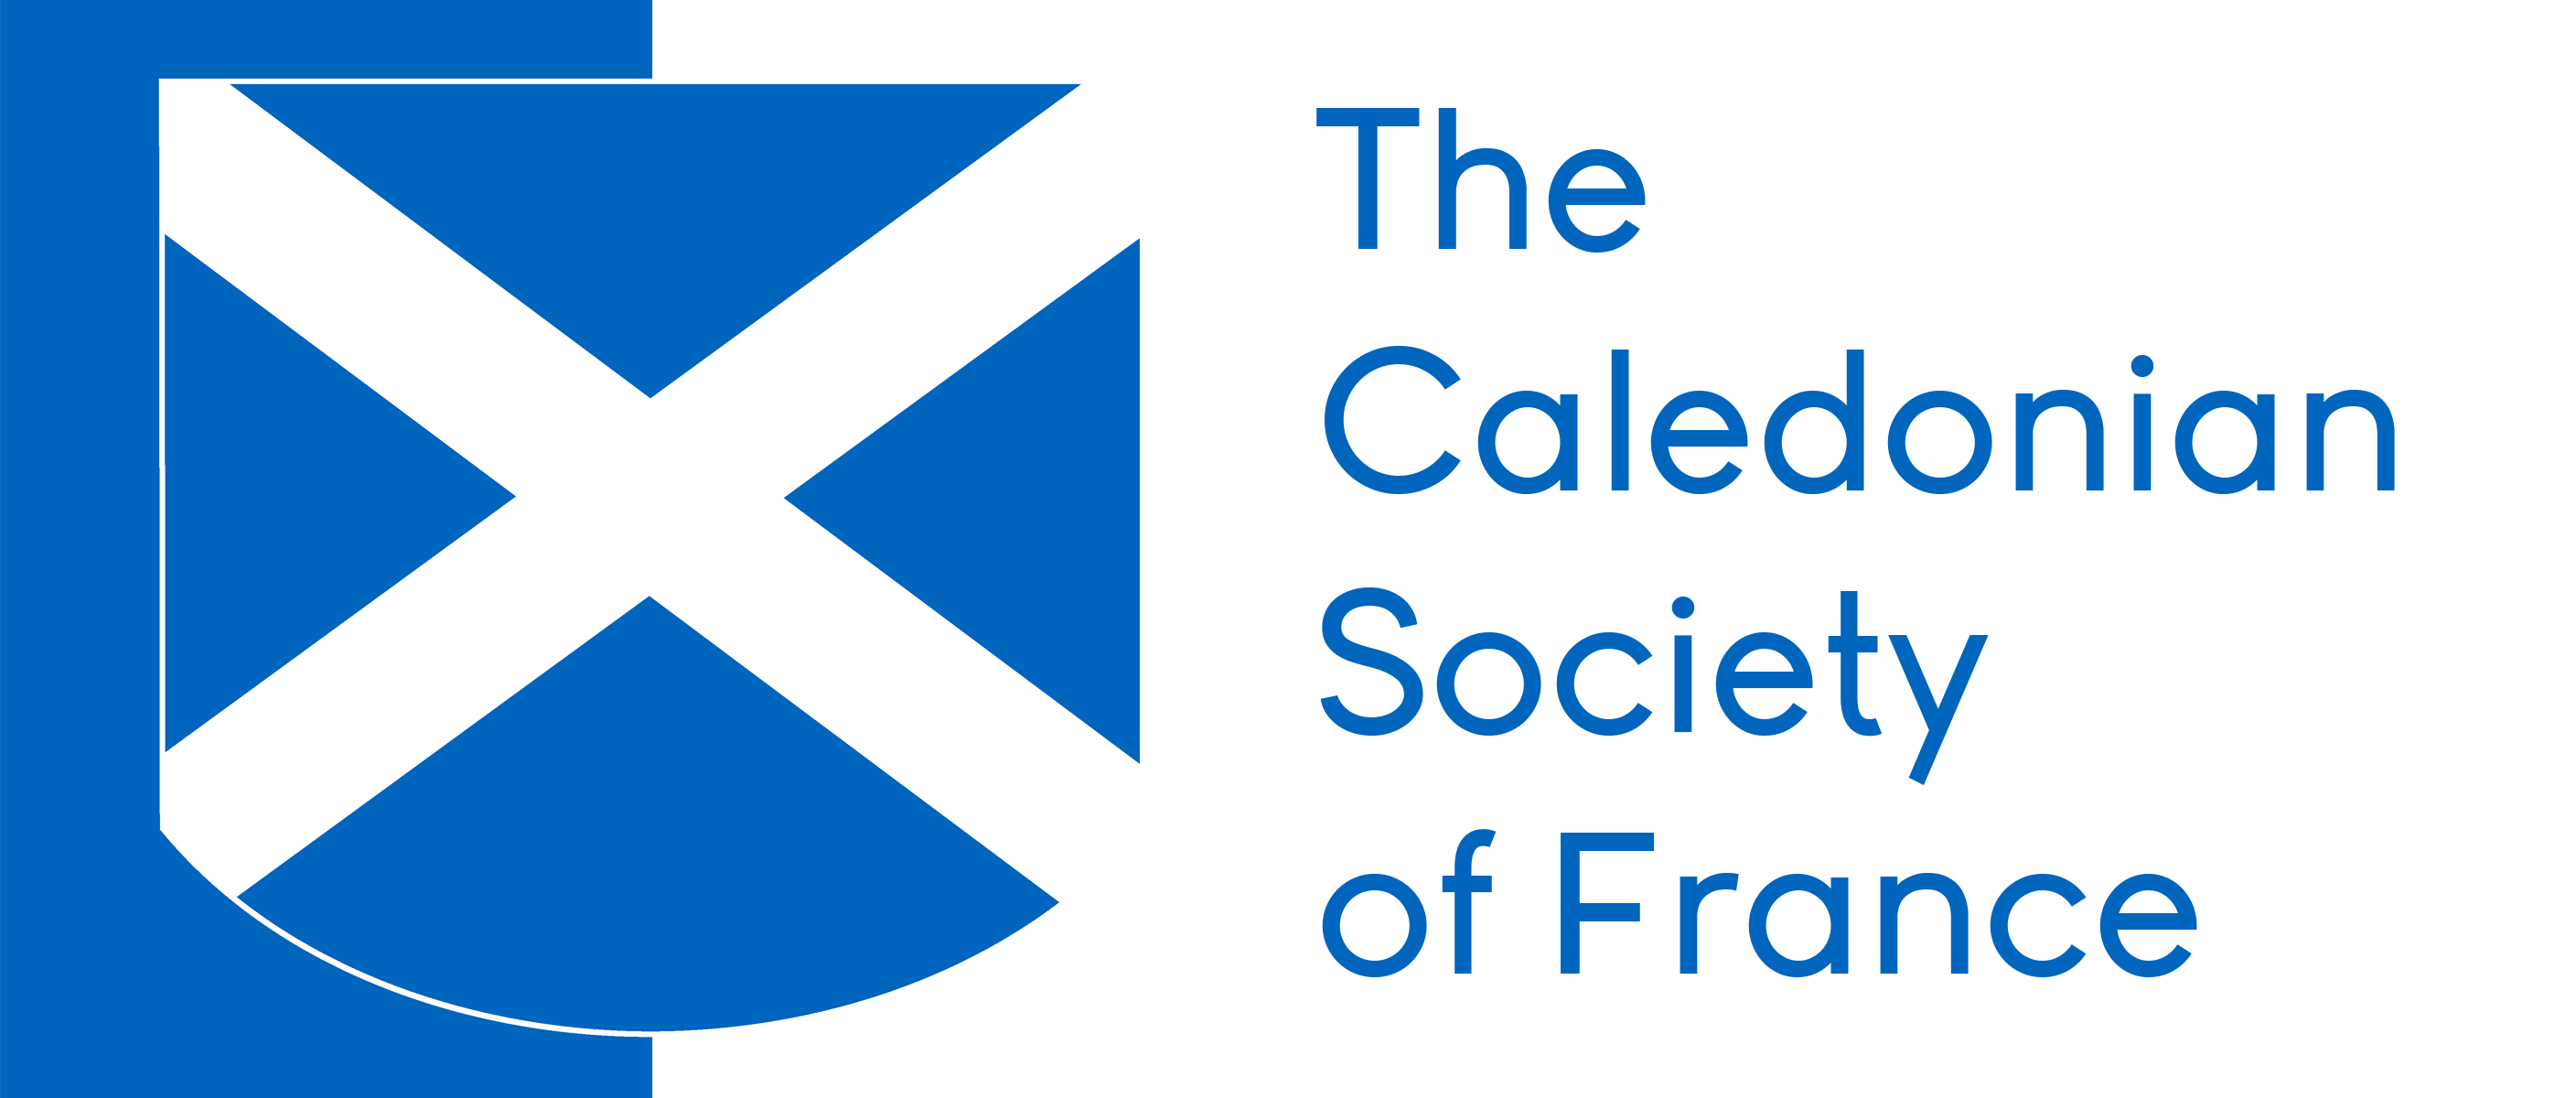 The
Caledonian
Society
of France